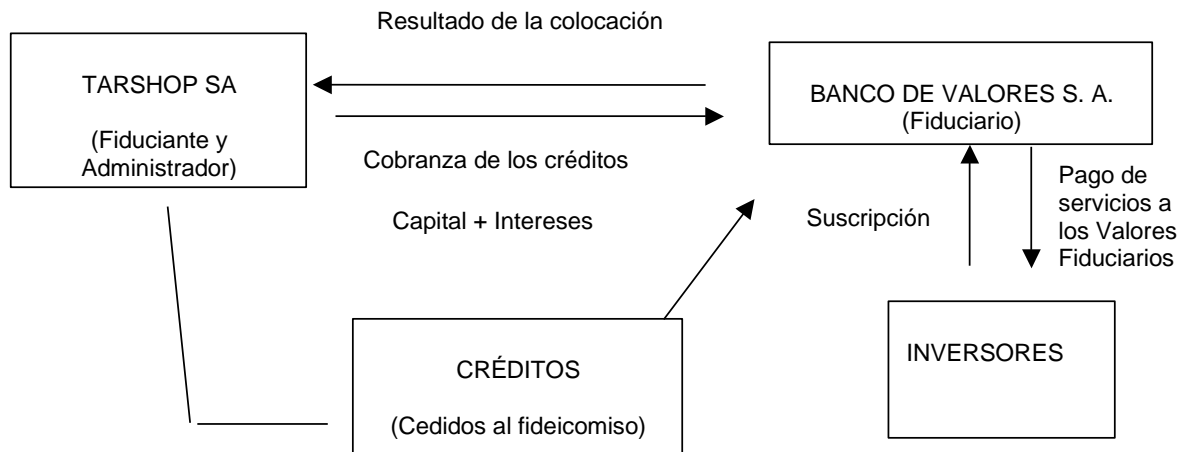 Resultado de la colocación
TARSHOP SA
(Fiduciante y
Administrador)
BANCO DE VALORES S. A.
(Fiduciario)
Cobranza de los créditos
Capital + Intereses
Suscripción
Pago de
servicios a
los Valores
Fiduciarios
CRÉDITOS
(Cedidos al fideicomiso)
INVERSORES